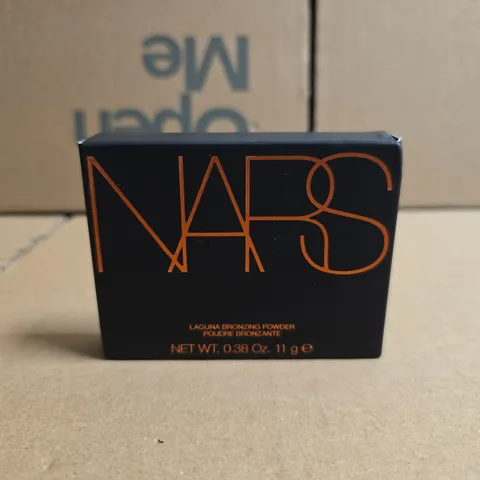 Open
Me
NARS
LAGUNA BRONZING POWDER
POUDRE BRONZANTE
NET WT. 0.38 Oz. 11 g ℮